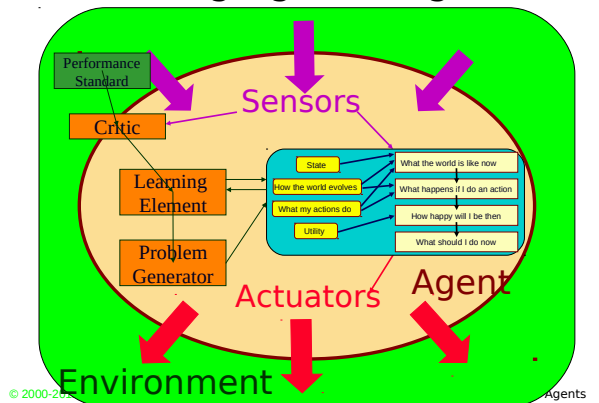 Performance
Standard
Sensors
Critic
State
What the world is like now
Learning
Element
How the world evolves
What happens if I do an action
What my actions do
How happy will I be then
Utility
What should I do now
Problem
Generator
Agent
Actuators
Environment
Agents